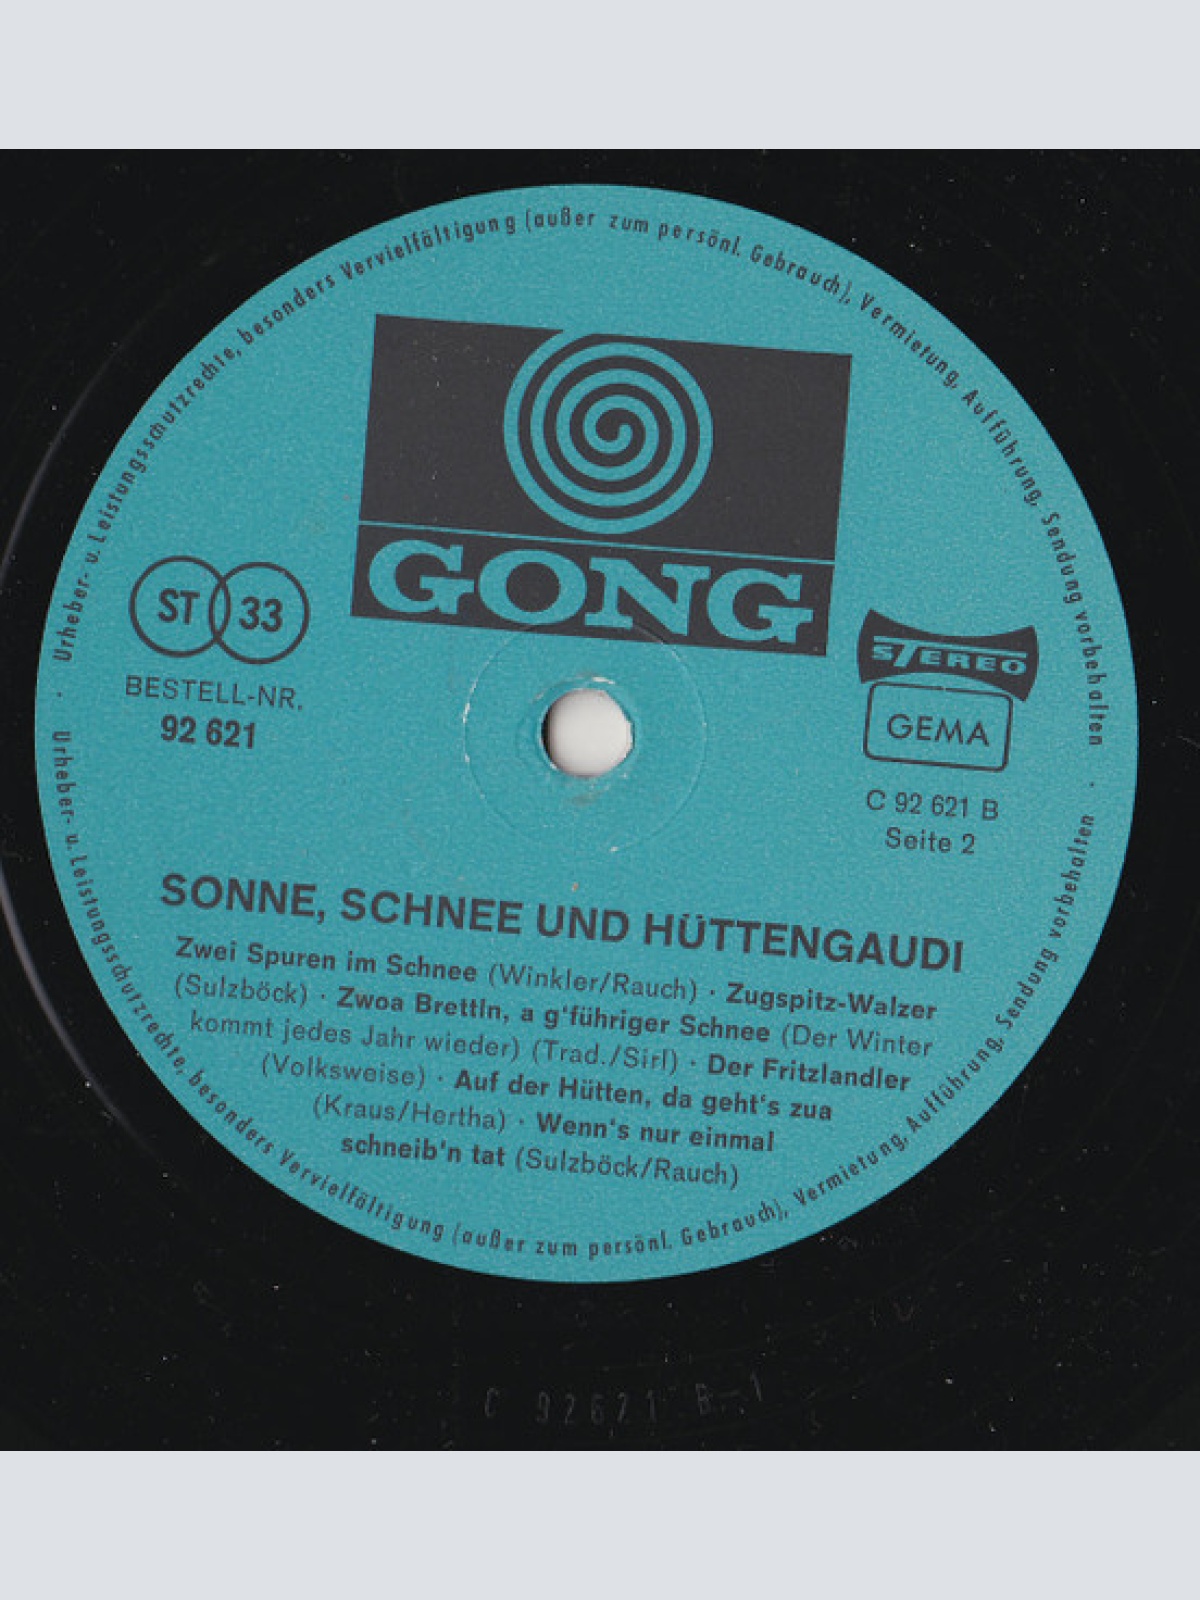 Urheber- u. Leistungsschutzrechte, besonders Vervielfältigung (außer zum persönl. Gebrauch), Vermietung, Aufführung, Sendung vorbehalten ·
GONG
ST 33
STEREO
BESTELL-NR.
92 621
GEMA
C 92 621 B
Seite 2
SONNE, SCHNEE UND HÜTTENGAUDI
Zwei Spuren im Schnee (Winkler/Rauch) · Zugspitz-Walzer
(Sulzböck) · Zwoa Brettln, a g'führiger Schnee (Der Winter
kommt jedes Jahr wieder) (Trad./Sirl) · Der Fritzlandler
(Volksweise) · Auf der Hütten, da geht's zua
(Kraus/Hertha) · Wenn's nur einmal
schneib'n tat (Sulzböck/Rauch)
Urheber- u. Leistungsschutzrechte, besonders Vervielfältigung (außer zum persönl. Gebrauch), Vermietung, Aufführung, Sendung vorbehalten ·
C 92621 B-1